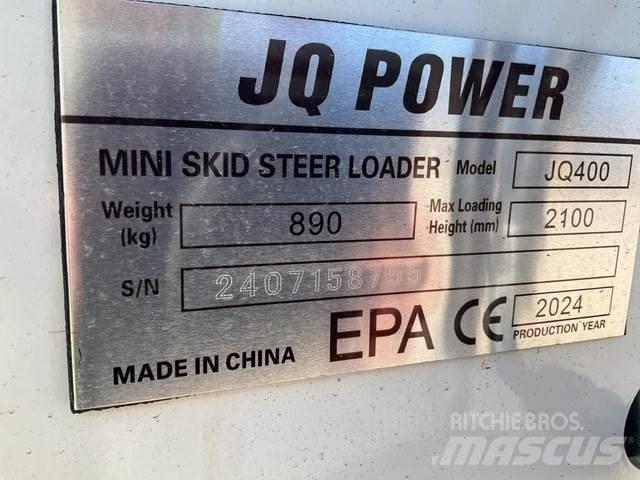 JQ POWER
MINI SKID STEER LOADER Model JQ400
Weight (kg) 890 Max Loading Height (mm) 2100
S/N 2407158755
MADE IN CHINA EPA CE 2024 PRODUCTION YEAR
RITCHIE BROS.
MASCUS